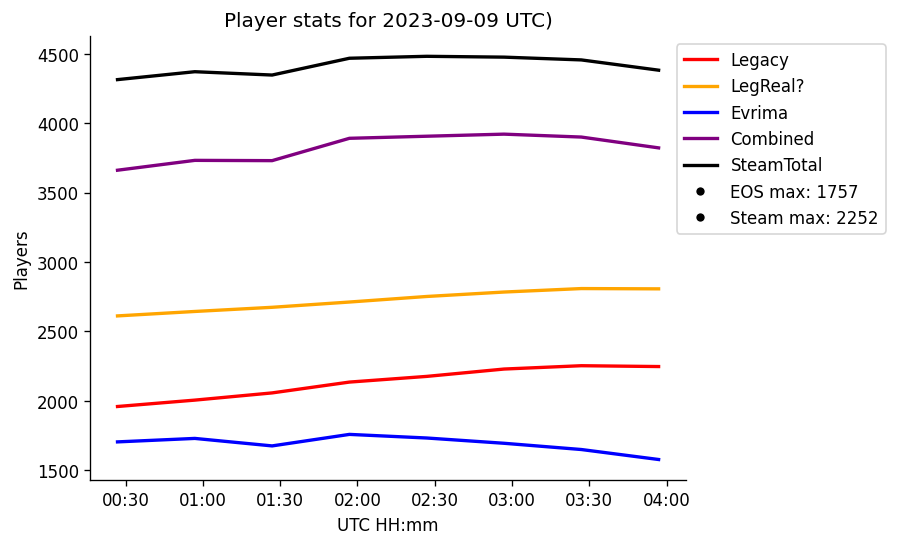 Player stats for 2023-09-09 UTC)
Players
4500
4000
3500
3000
2500
2000
1500
00:30 01:00 01:30 02:00 02:30 03:00 03:30 04:00
UTC HH:mm
Legacy
LegReal?
Evrima
Combined
SteamTotal
EOS max: 1757
Steam max: 2252